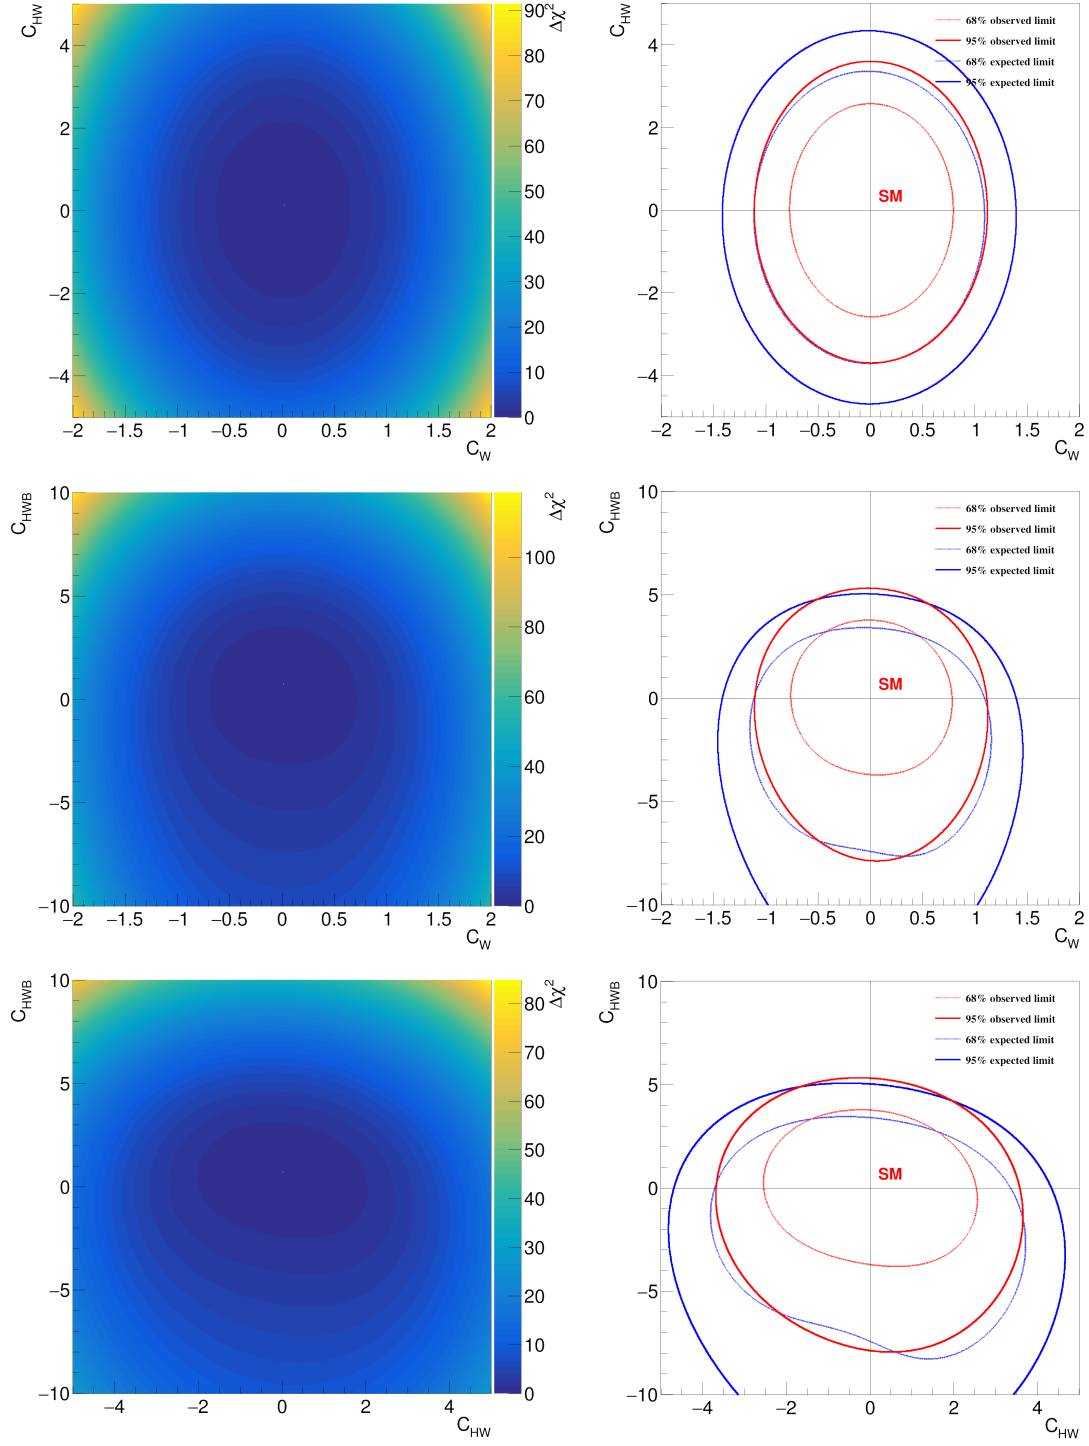 C_HW
4
2
0
−2
−4
−2 −1.5 −1 −0.5 0 0.5 1 1.5 2
C_W
Δχ²
90
80
70
60
50
40
30
20
10
0
C_HW
4
2
0
−2
−4
−2 −1.5 −1 −0.5 0 0.5 1 1.5 2
C_W
68% observed limit
95% observed limit
68% expected limit
95% expected limit
SM
C_HWB
10
5
0
−5
−10
−2 −1.5 −1 −0.5 0 0.5 1 1.5 2
C_W
Δχ²
100
80
60
40
20
0
C_HWB
10
5
0
−5
−10
−2 −1.5 −1 −0.5 0 0.5 1 1.5 2
C_W
68% observed limit
95% observed limit
68% expected limit
95% expected limit
SM
C_HWB
10
5
0
−5
−10
−4 −2 0 2 4
C_HW
Δχ²
80
70
60
50
40
30
20
10
0
C_HWB
10
5
0
−5
−10
−4 −2 0 2 4
C_HW
68% observed limit
95% observed limit
68% expected limit
95% expected limit
SM